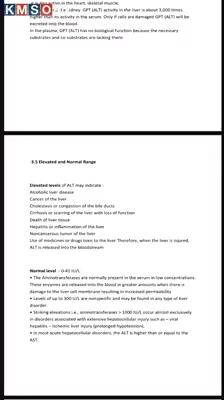 KMSO
active in the heart, skeletal muscle,
kidney. GPT (ALT) activity in the liver is about 3,000 times
higher than its activity in the serum. Only if cells are damaged GPT (ALT) will be
excreted into the blood.
In the plasma, GPT (ALT) has no biological function because the necessary
substrates and co-substrates are lacking there.
3.5 Elevated and Normal Range
Elevated levels of ALT may indicate :
Alcoholic liver disease
Cancer of the liver
Cholestasis or congestion of the bile ducts
Cirrhosis or scarring of the liver with loss of function
Death of liver tissue
Hepatitis or inflammation of the liver
Noncancerous tumor of the liver
Use of medicines or drugs toxic to the liver Therefore, when the liver is injured,
ALT is released into the bloodstream
Normal level :- 0-41 IU/L
• The Aminotransferases are normally present in the serum in low concentrations.
These enzymes are released into the blood in greater amounts when there is
damage to the liver cell membrane resulting in increased permeability.
• Levels of up to 300 U/L are nonspecific and may be found in any type of liver
disorder.
• Striking elevations i.e., aminotransferases > 1000 IU/L occur almost exclusively
in disorders associated with extensive hepatocellular injury such as – viral
hepatitis – Ischemic liver injury (prolonged hypotension),
• In most acute hepatocellular disorders, the ALT is higher than or equal to the
AST.